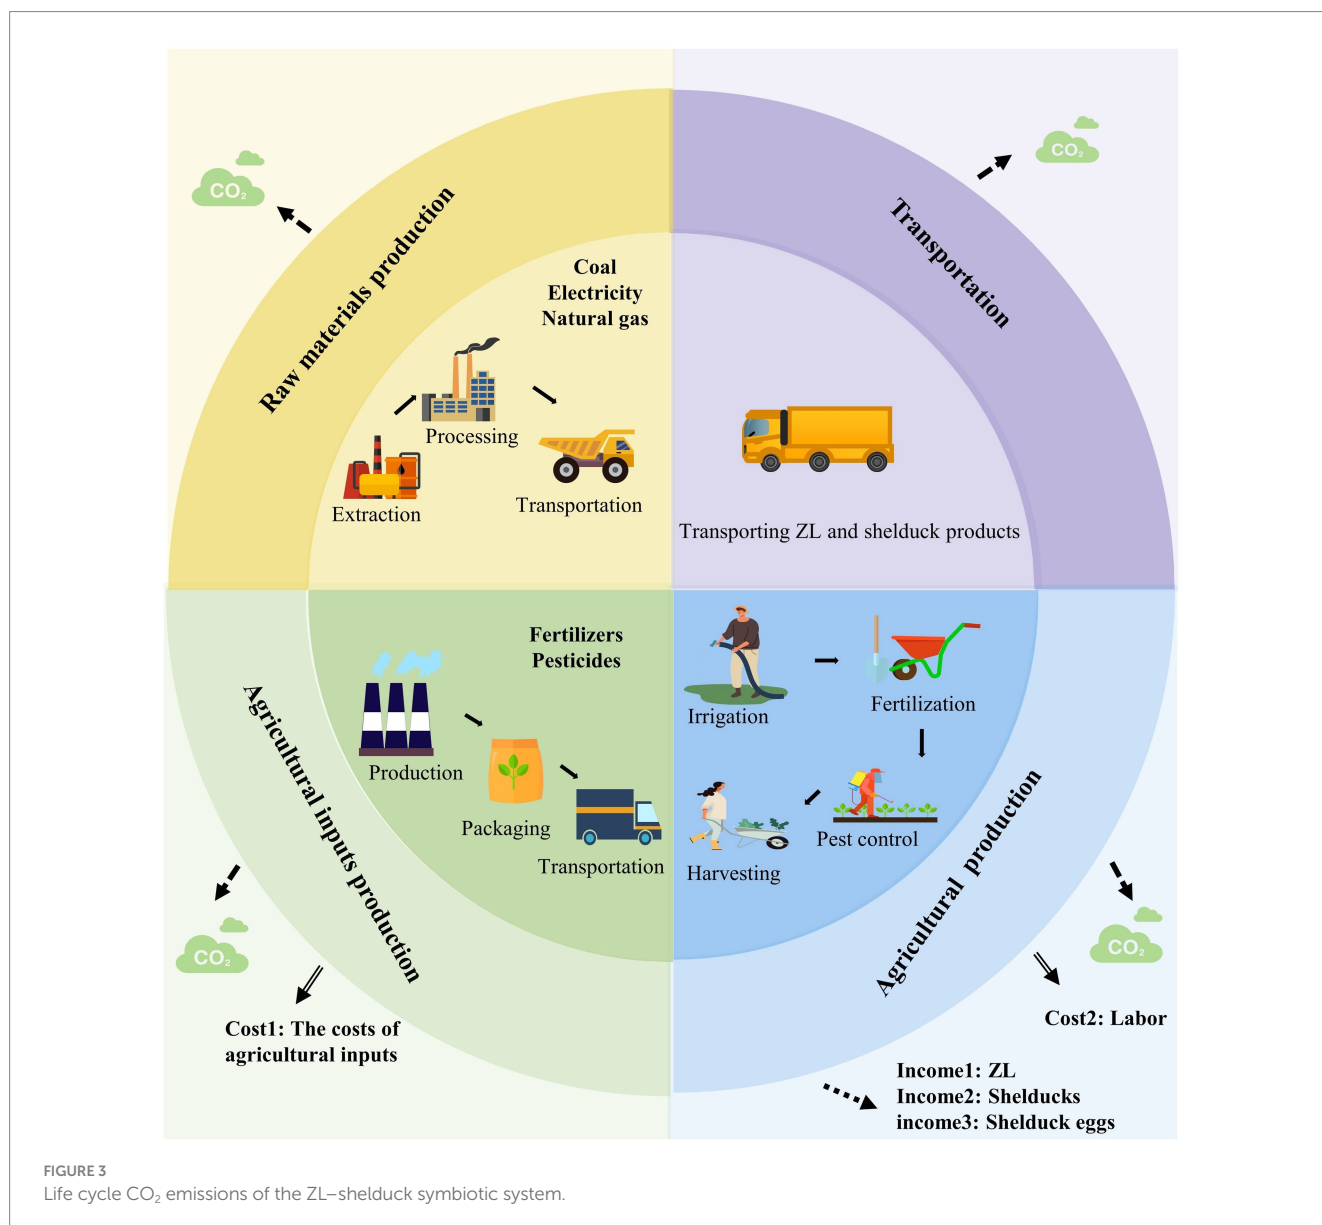 CO₂
CO₂
Raw materials production
Transportation
Coal
Electricity
Natural gas
Processing
Extraction
Transportation
Transporting ZL and shelduck products
Fertilizers
Pesticides
Production
Packaging
Transportation
Agricultural inputs production
Irrigation
Fertilization
Pest control
Harvesting
Agricultural production
CO₂
CO₂
Cost1: The costs of
agricultural inputs
Cost2: Labor
Income1: ZL
Income2: Shelducks
income3: Shelduck eggs
FIGURE 3
Life cycle CO₂ emissions of the ZL–shelduck symbiotic system.